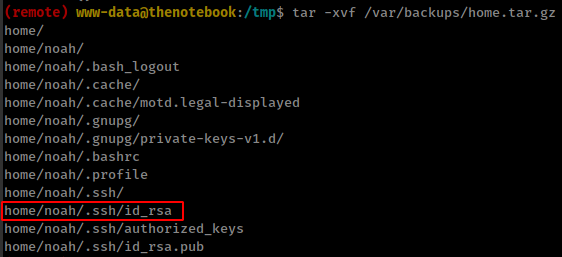 (remote) www-data@thenotebook:/tmp$ tar -xvf /var/backups/home.tar.gz
home/
home/noah/
home/noah/.bash_logout
home/noah/.cache/
home/noah/.cache/motd.legal-displayed
home/noah/.gnupg/
home/noah/.gnupg/private-keys-v1.d/
home/noah/.bashrc
home/noah/.profile
home/noah/.ssh/
home/noah/.ssh/id_rsa
home/noah/.ssh/authorized_keys
home/noah/.ssh/id_rsa.pub